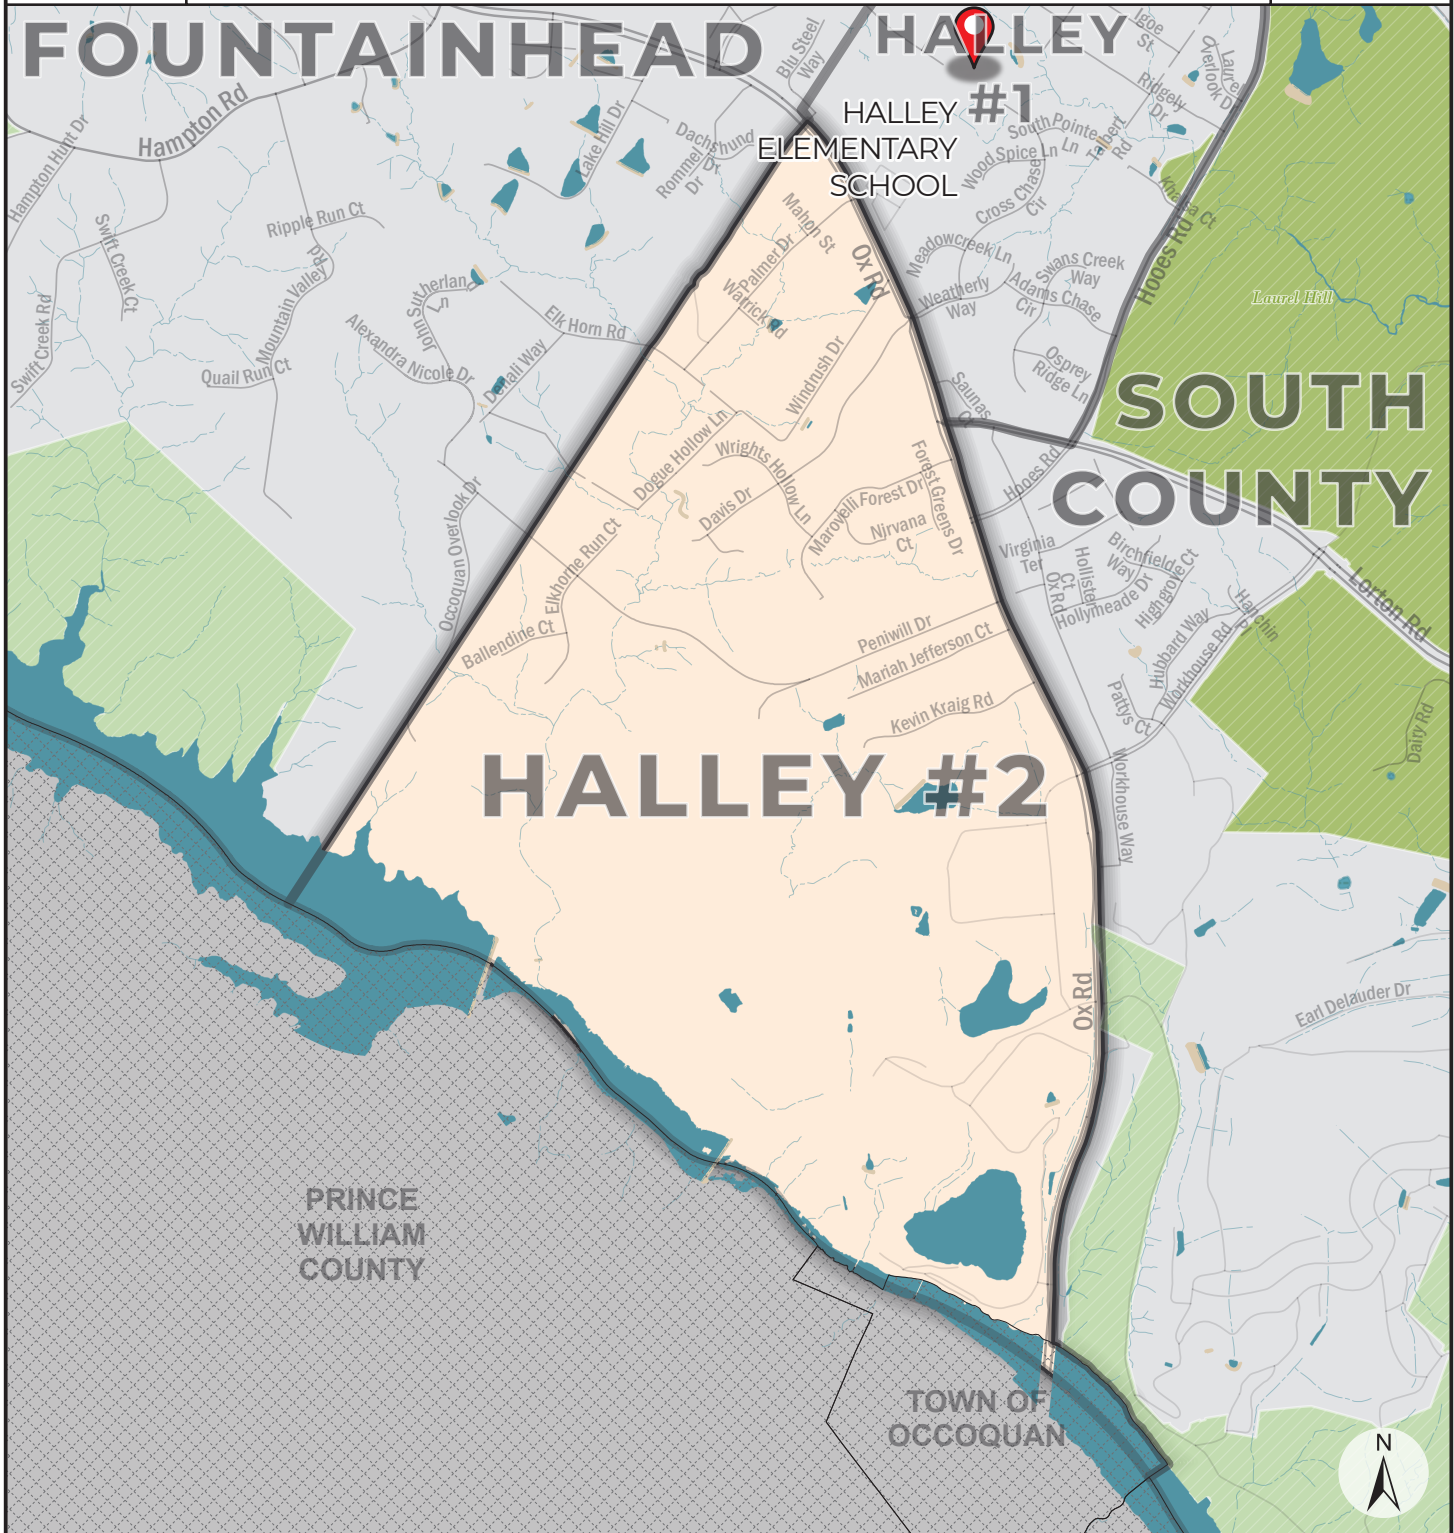 FOUNTAINHEAD
HALLEY
#1
HALLEY
ELEMENTARY
SCHOOL
Blu Steel
Way
Igoe
St
Laurel
Overlook Dr
Ridgely
Dr
Hampton Rd
Hampton Hunt Dr
Lake Hill Dr
Dachshund
Dr
Rommel
Dr
South Pointe
Ln
Talbert
Rd
Wood Spice Ln
Cross Chase
Cir
Khadija Ct
Hooes Rd
Swift Creek Ct
Ripple Run Ct
Mahon St
Palmer Dr
Warrick Rd
Ox Rd
Meadowcreek Ln
Swans Creek
Way
Weatherly
Way
Adams Chase
Cir
Laurel Hill
Swift Creek Rd
Mountain Valley
Rd
Sutherlan
Ln
Alexandra Nicole Dr
Elk Horn Rd
Denali Way
Quail Run Ct
Windrush Dr
Osprey
Ridge Ln
Saunas
Ct
SOUTH
COUNTY
Dogue Hollow Ln
Wrights Hollow Ln
Davis Dr
Marovelli Forest Dr
Forest Greens Dr
Nirvana
Ct
Hooes Rd
Occoquan Overlook Dr
Elkhorne Run Ct
Ballendine Ct
Virginia
Ter
Ox Rd
Hollister
Ct
Birchfield
Way
Highgrove Ct
Hollymeade Dr
Hanchin
Pl
Lorton Rd
Peniwill Dr
Mariah Jefferson Ct
Kevin Kraig Rd
Hubbard Way
Workhouse Rd
Pattys Ct
Dairy Rd
HALLEY #2
Workhouse Way
Ox Rd
Earl Delauder Dr
PRINCE
WILLIAM
COUNTY
TOWN OF
OCCOQUAN
N